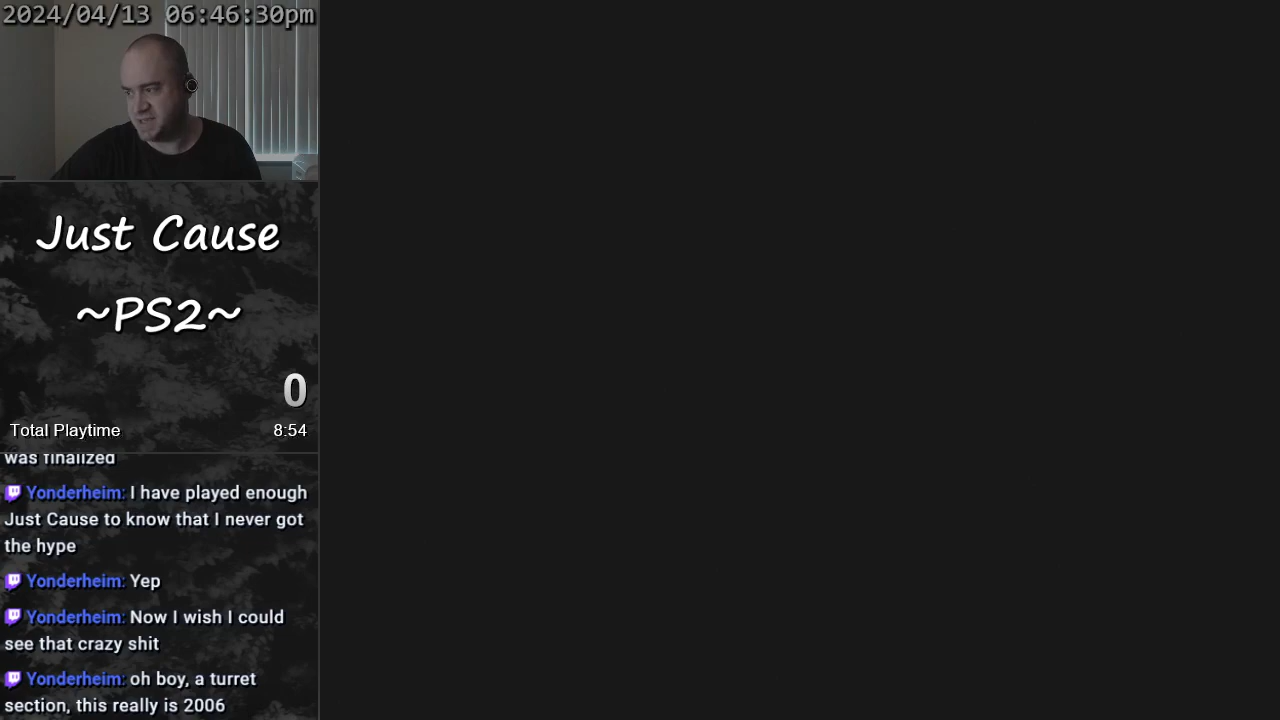 2024/04/13 06:46:30pm
Just Cause
~PS2~
0
Total Playtime 8:54
was finalized
Yonderheim: I have played enough
Just Cause to know that I never got
the hype
Yonderheim: Yep
Yonderheim: Now I wish I could
see that crazy shit
Yonderheim: oh boy, a turret
section, this really is 2006